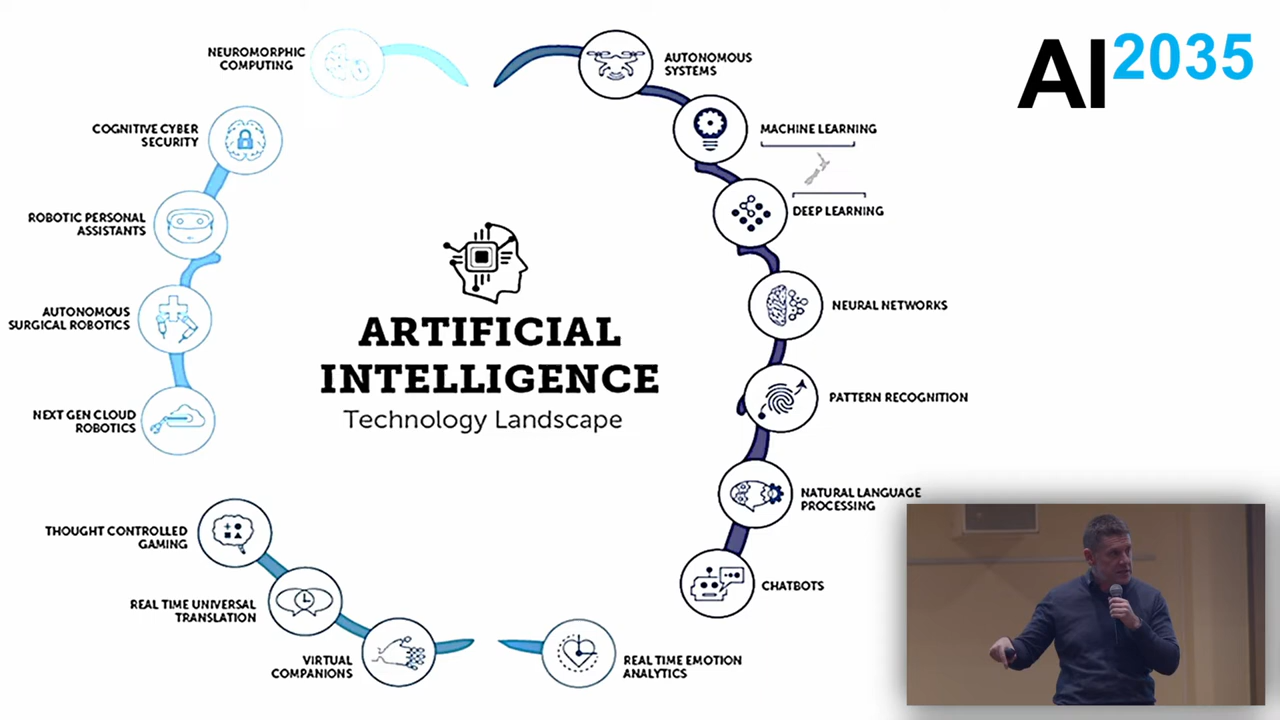 AI2035
NEUROMORPHIC
COMPUTING
AUTONOMOUS
SYSTEMS
COGNITIVE CYBER
SECURITY
MACHINE LEARNING
ROBOTIC PERSONAL
ASSISTANTS
DEEP LEARNING
AUTONOMOUS
SURGICAL ROBOTICS
NEURAL NETWORKS
ARTIFICIAL
INTELLIGENCE
Technology Landscape
NEXT GEN CLOUD
ROBOTICS
PATTERN RECOGNITION
NATURAL LANGUAGE
PROCESSING
THOUGHT CONTROLLED
GAMING
CHATBOTS
REAL TIME UNIVERSAL
TRANSLATION
VIRTUAL
COMPANIONS
REAL TIME EMOTION
ANALYTICS